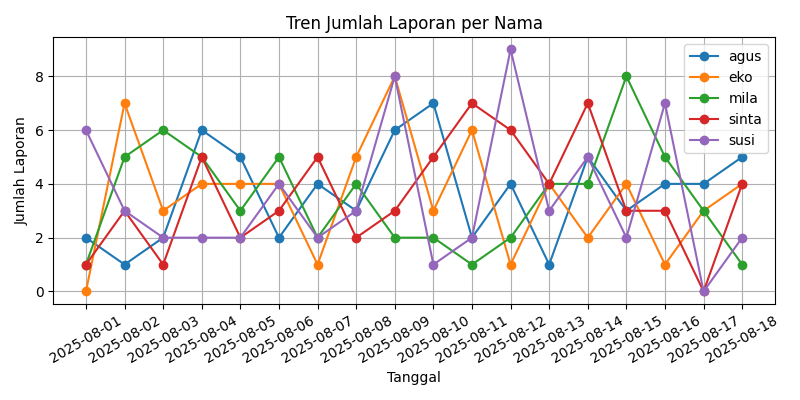 Tren Jumlah Laporan per Nama
Jumlah Laporan
8
6
4
2
0
agus
eko
mila
sinta
susi
2025-08-01
2025-08-02
2025-08-03
2025-08-04
2025-08-05
2025-08-06
2025-08-07
2025-08-08
2025-08-09
2025-08-10
2025-08-11
2025-08-12
2025-08-13
2025-08-14
2025-08-15
2025-08-16
2025-08-17
2025-08-18
Tanggal